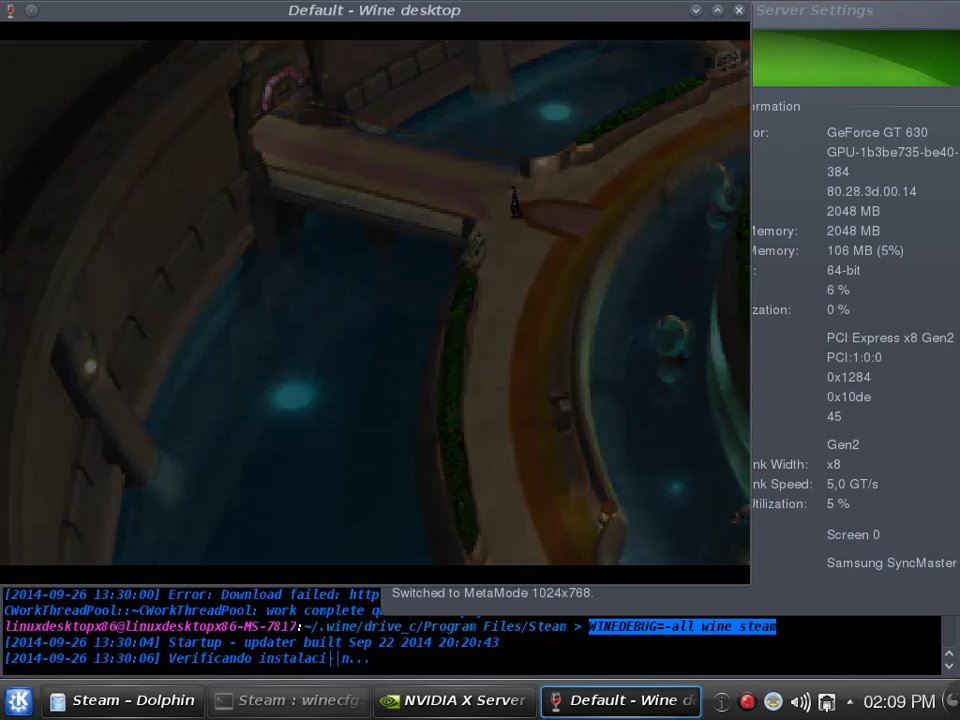 Default - Wine desktop
Server Settings
ormation
or: GeForce GT 630
GPU-1b3be735-be40-
384
80.28.3d.00.14
2048 MB
Memory: 2048 MB
Memory: 106 MB (5%)
: 64-bit
6 %
zation: 0 %
PCI Express x8 Gen2
PCI:1:0:0
0x1284
0x10de
45
Gen2
nk Width: x8
nk Speed: 5,0 GT/s
Utilization: 5 %
Screen 0
Samsung SyncMaster
[2014-09-26 13:30:00] Error: Download failed: http
Switched to MetaMode 1024x768.
CWorkThreadPool::~CWorkThreadPool: work complete qu
linuxdesktopx86@linuxdesktopx86-MS-7817:~/.wine/drive_c/Program Files/Steam > WINEDEBUG=-all wine steam
[2014-09-26 13:30:04] Startup - updater built Sep 22 2014 20:20:43
[2014-09-26 13:30:06] Verificando instalaci├│n...
Steam - Dolphin
Steam : winecfg
NVIDIA X Server
Default - Wine de
02:09 PM